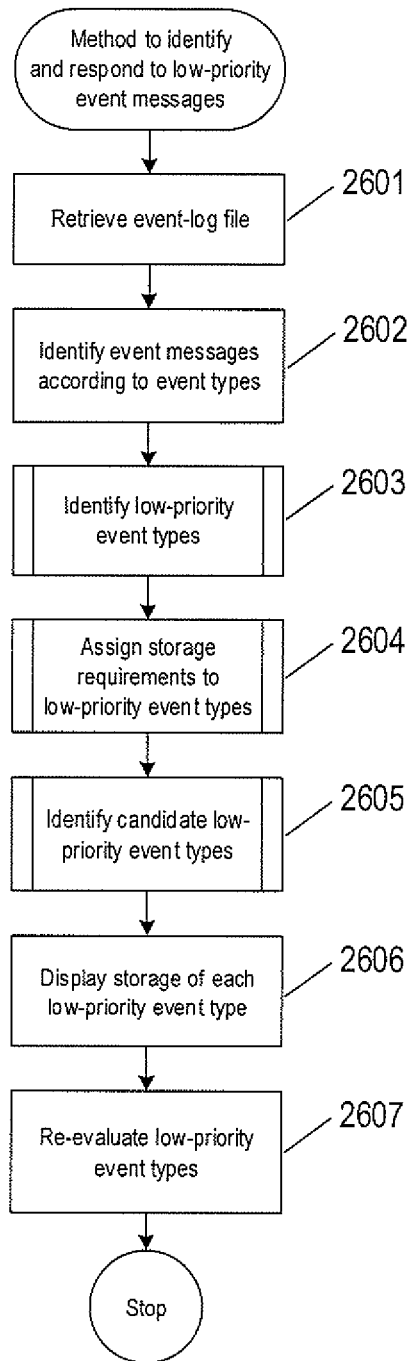 Method to identify
and respond to low-priority
event messages
2601
Retrieve event-log file
2602
Identify event messages
according to event types
2603
Identify low-priority
event types
2604
Assign storage
requirements to
low-priority event types
2605
Identify candidate low-
priority event types
2606
Display storage of each
low-priority event type
2607
Re-evaluate low-priority
event types
Stop